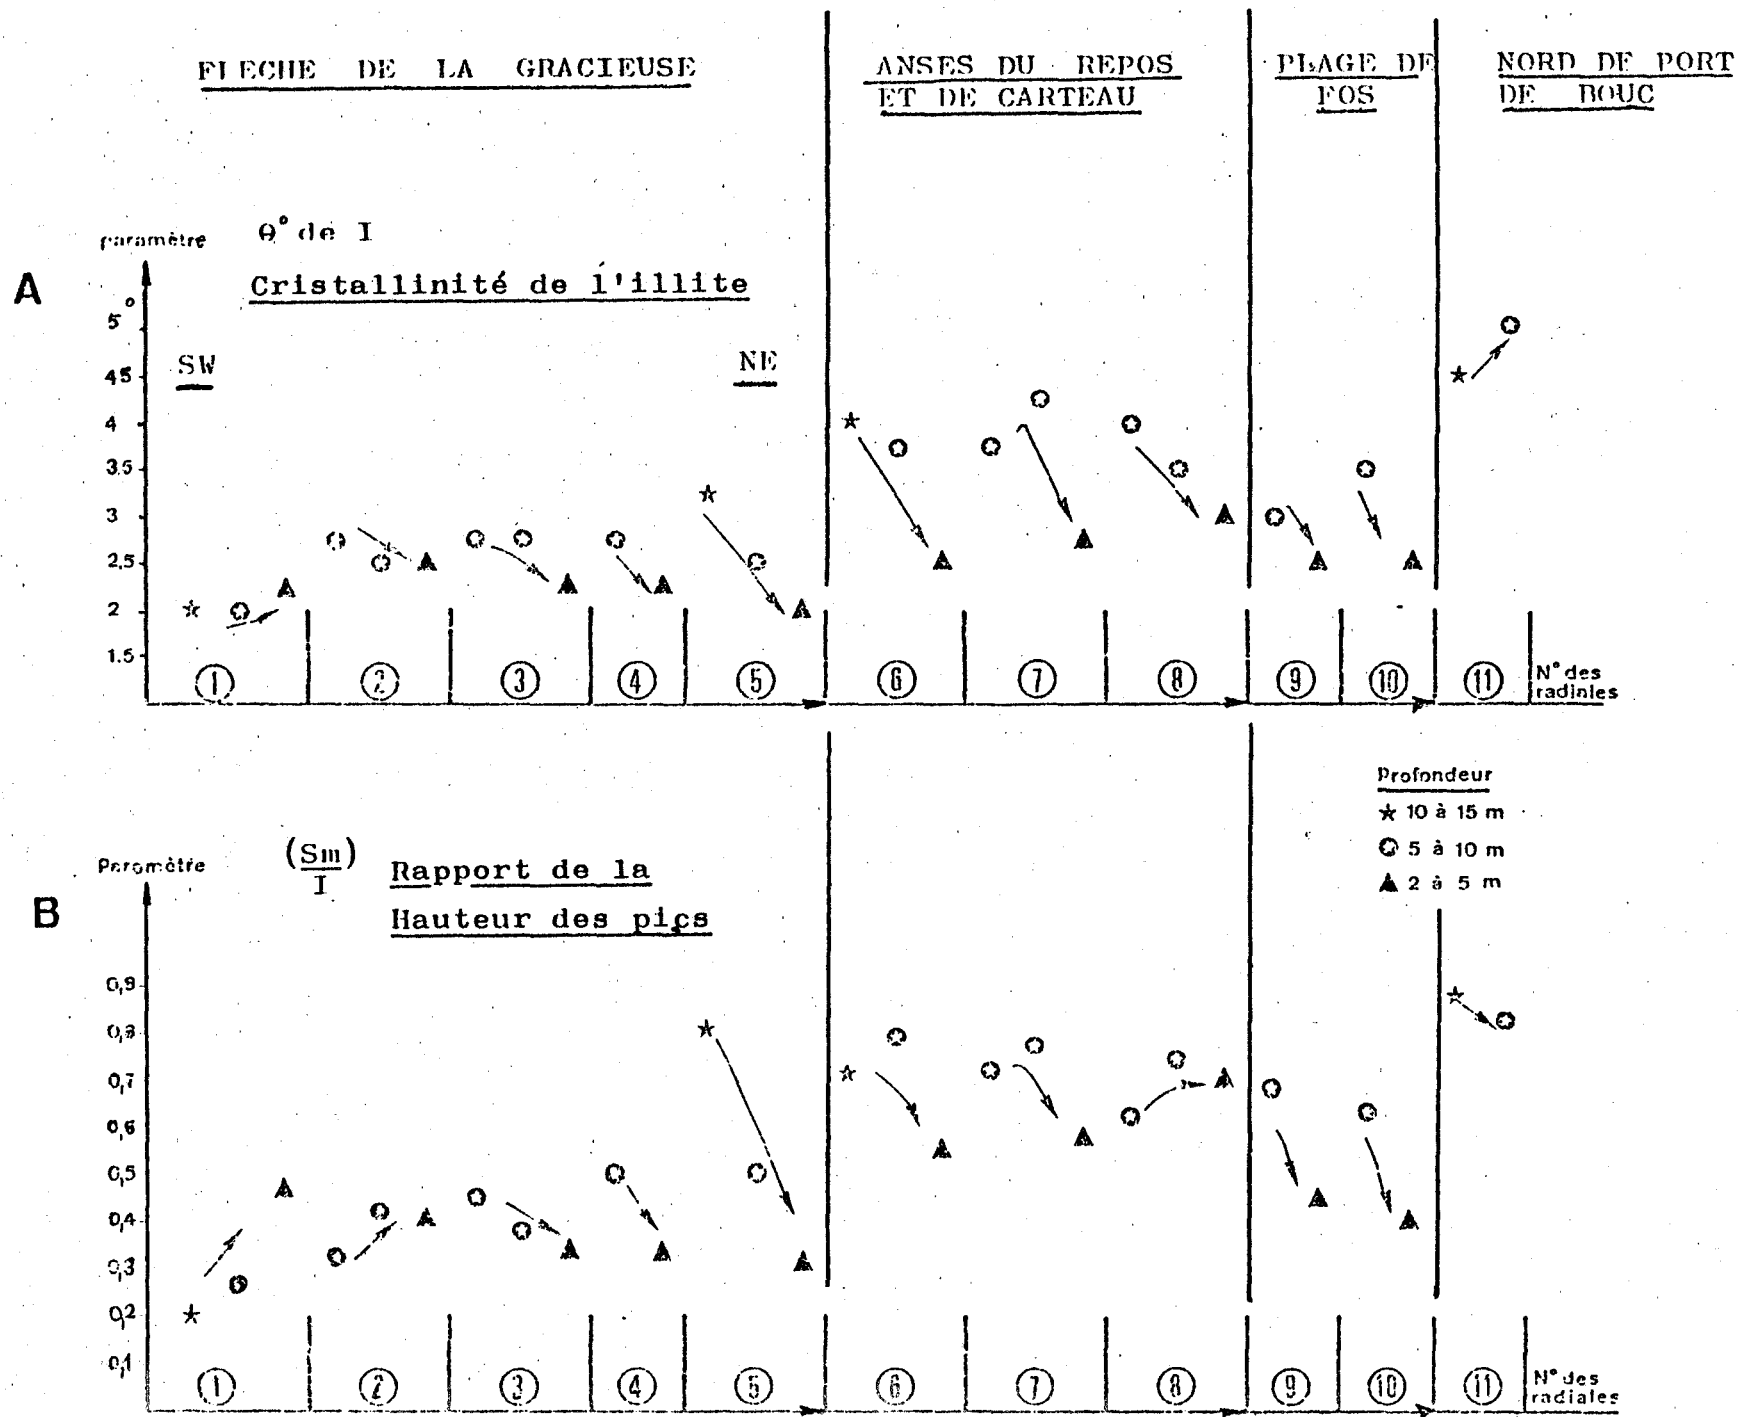 FLECHE DE LA GRACIEUSE
ANSES DU REPOS
ET DE CARTEAU
PLAGE DE
FOS
NORD DE PORT
DE BOUC
A
paramètre
θ° de I
Cristallinité de l'illite
SW
NE
5°
45
4
35
3
2,5
2
1.5
1
2
3
4
5
6
7
8
9
10
11
N° des
radiales
Profondeur
10 à 15 m
5 à 10 m
2 à 5 m
B
Paramètre
(Sm/I)
Rapport de la
Hauteur des pics
0,9
0,8
0,7
0,6
0,5
0,4
0,3
0,2
0,1
1
2
3
4
5
6
7
8
9
10
11
N° des
radiales